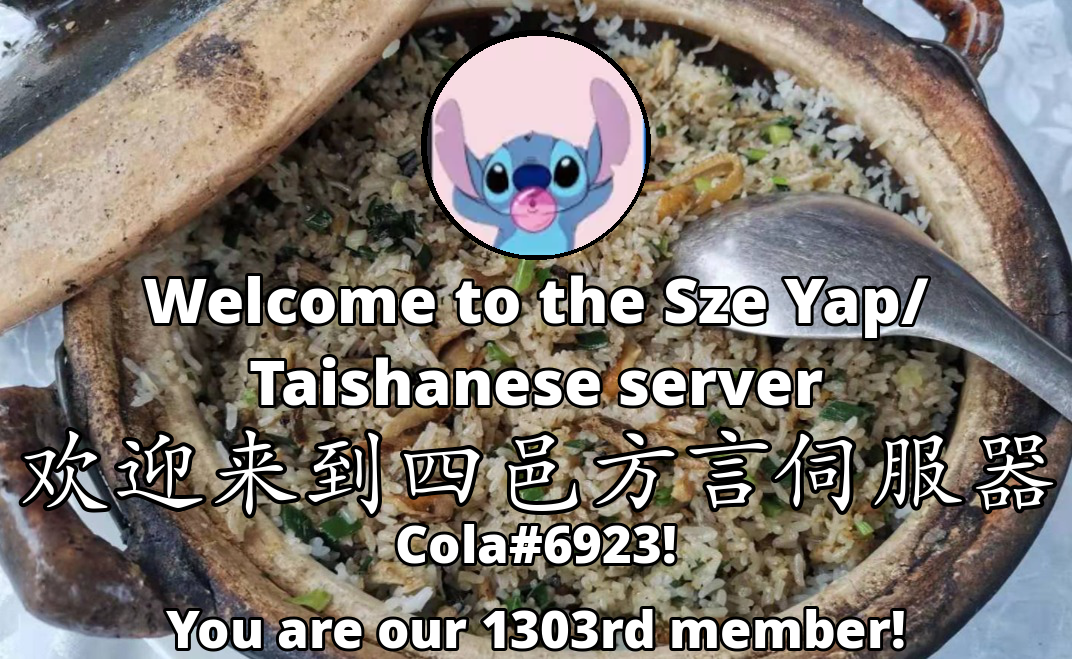 Welcome to the Sze Yap/
Taishanese server
欢迎来到四邑方言伺服器
Cola#6923!
You are our 1303rd member!